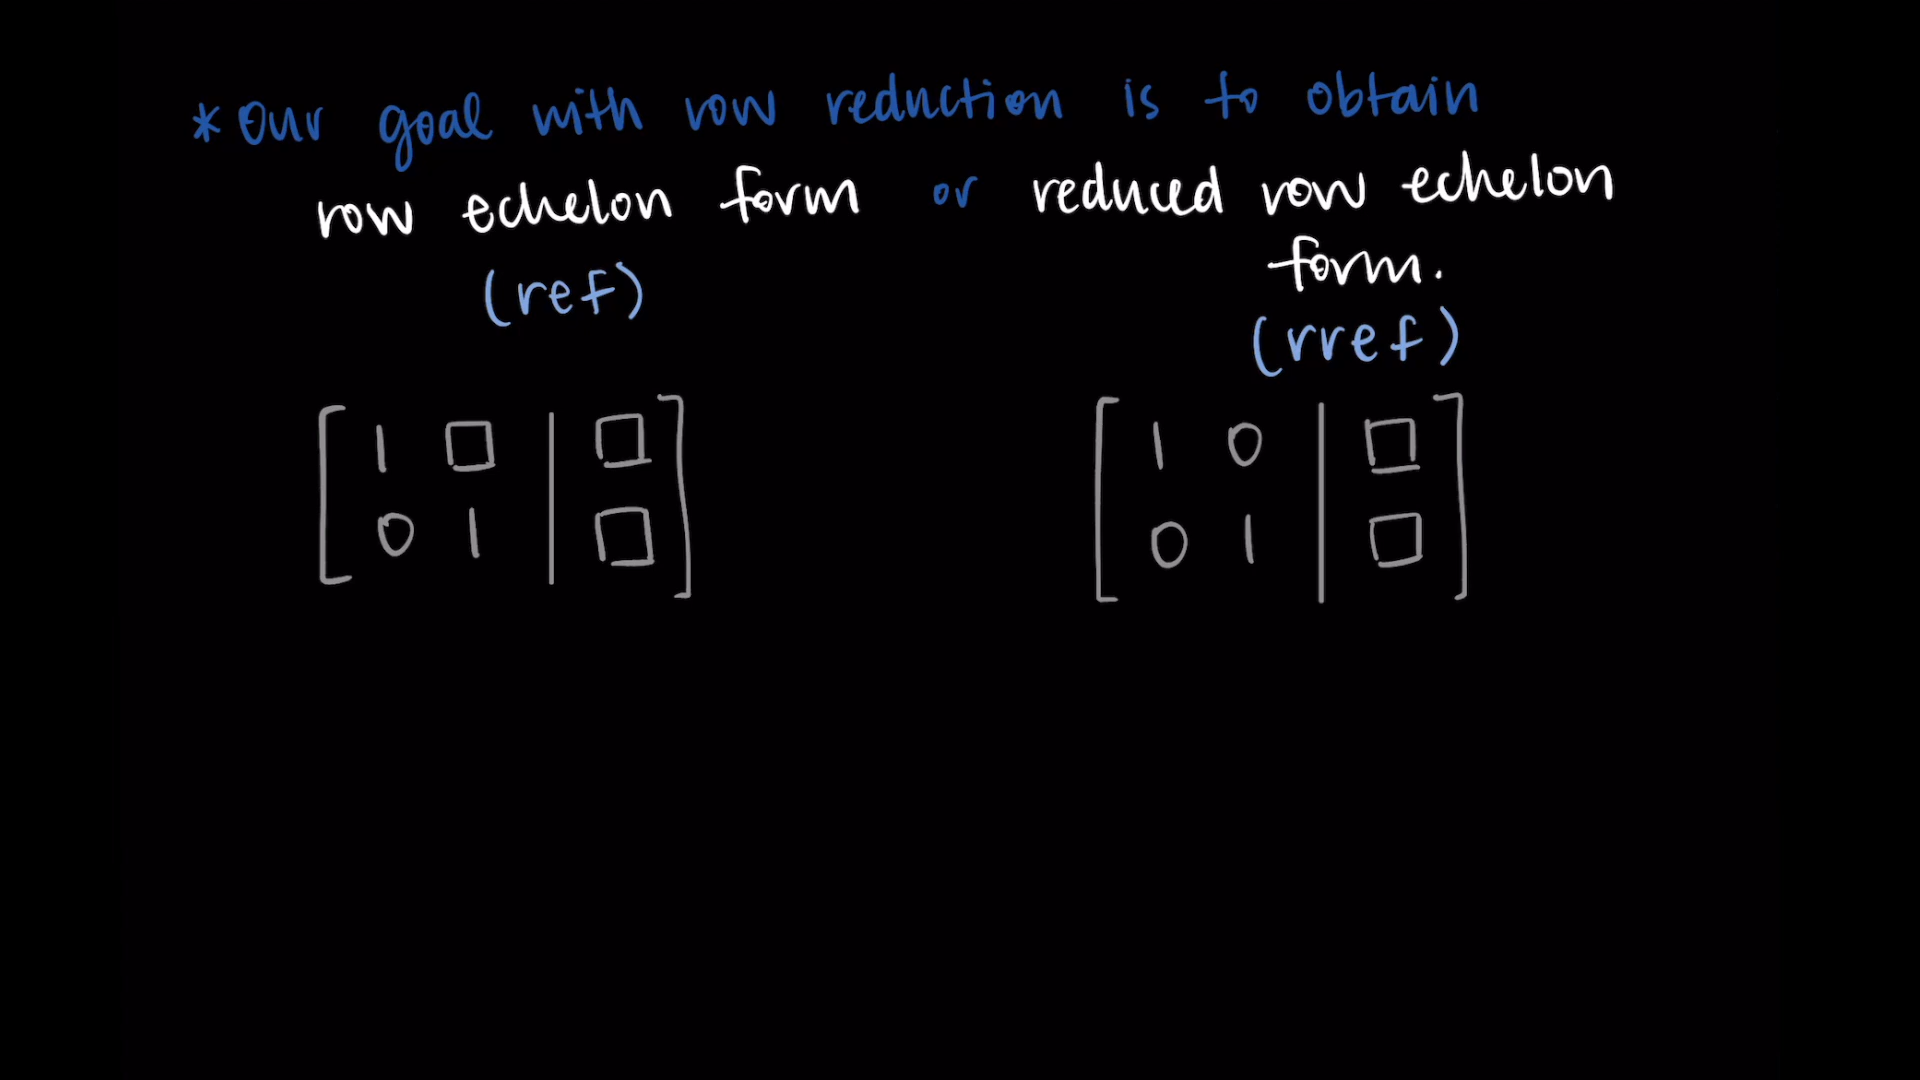 * Our goal with row reduction is to obtain
row echelon form or reduced row echelon
form.
(ref)
(rref)
[ 1 □ | □ ]
[ 0 1 | □ ]
[ 1 0 | □ ]
[ 0 1 | □ ]